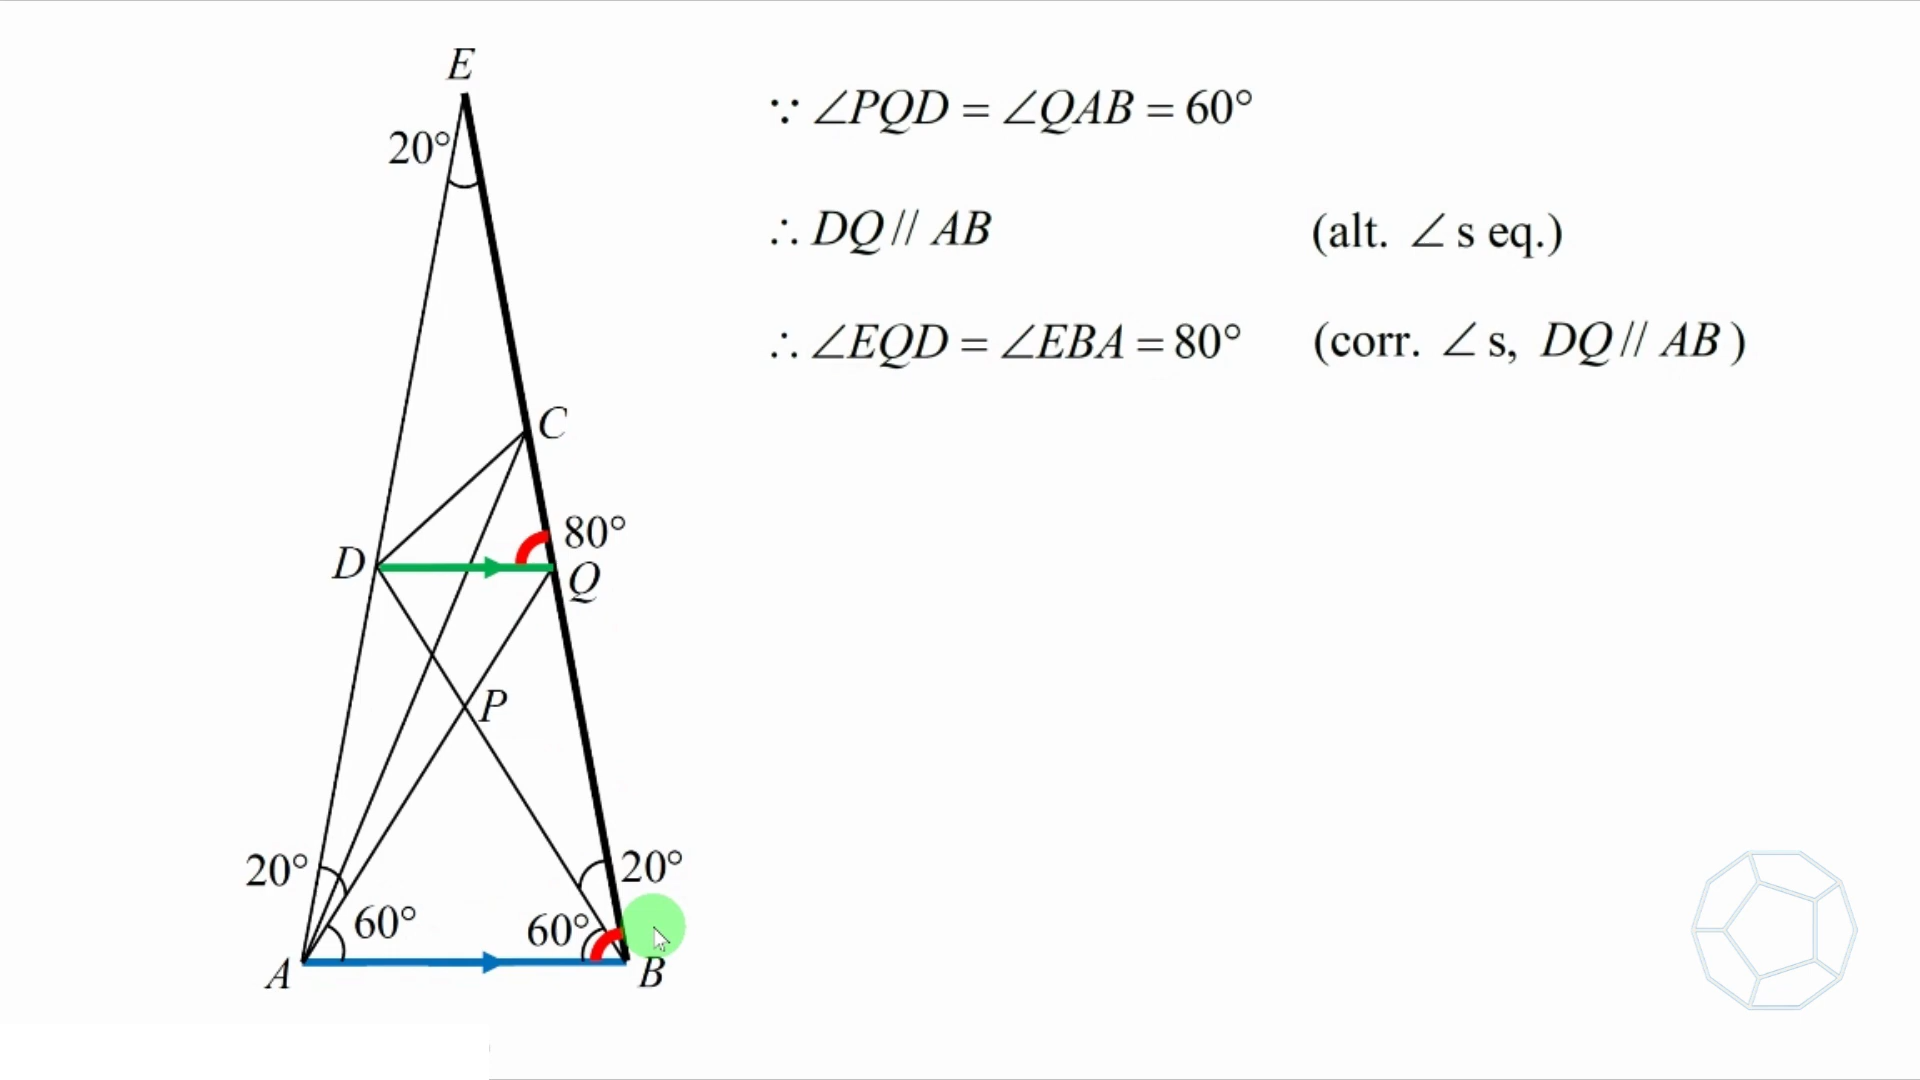 E
20°
∵ ∠PQD = ∠QAB = 60°
∴ DQ // AB (alt. ∠ s eq.)
∴ ∠EQD = ∠EBA = 80° (corr. ∠ s, DQ // AB )
C
80°
D
Q
P
20°
20°
60°
60°
A
B